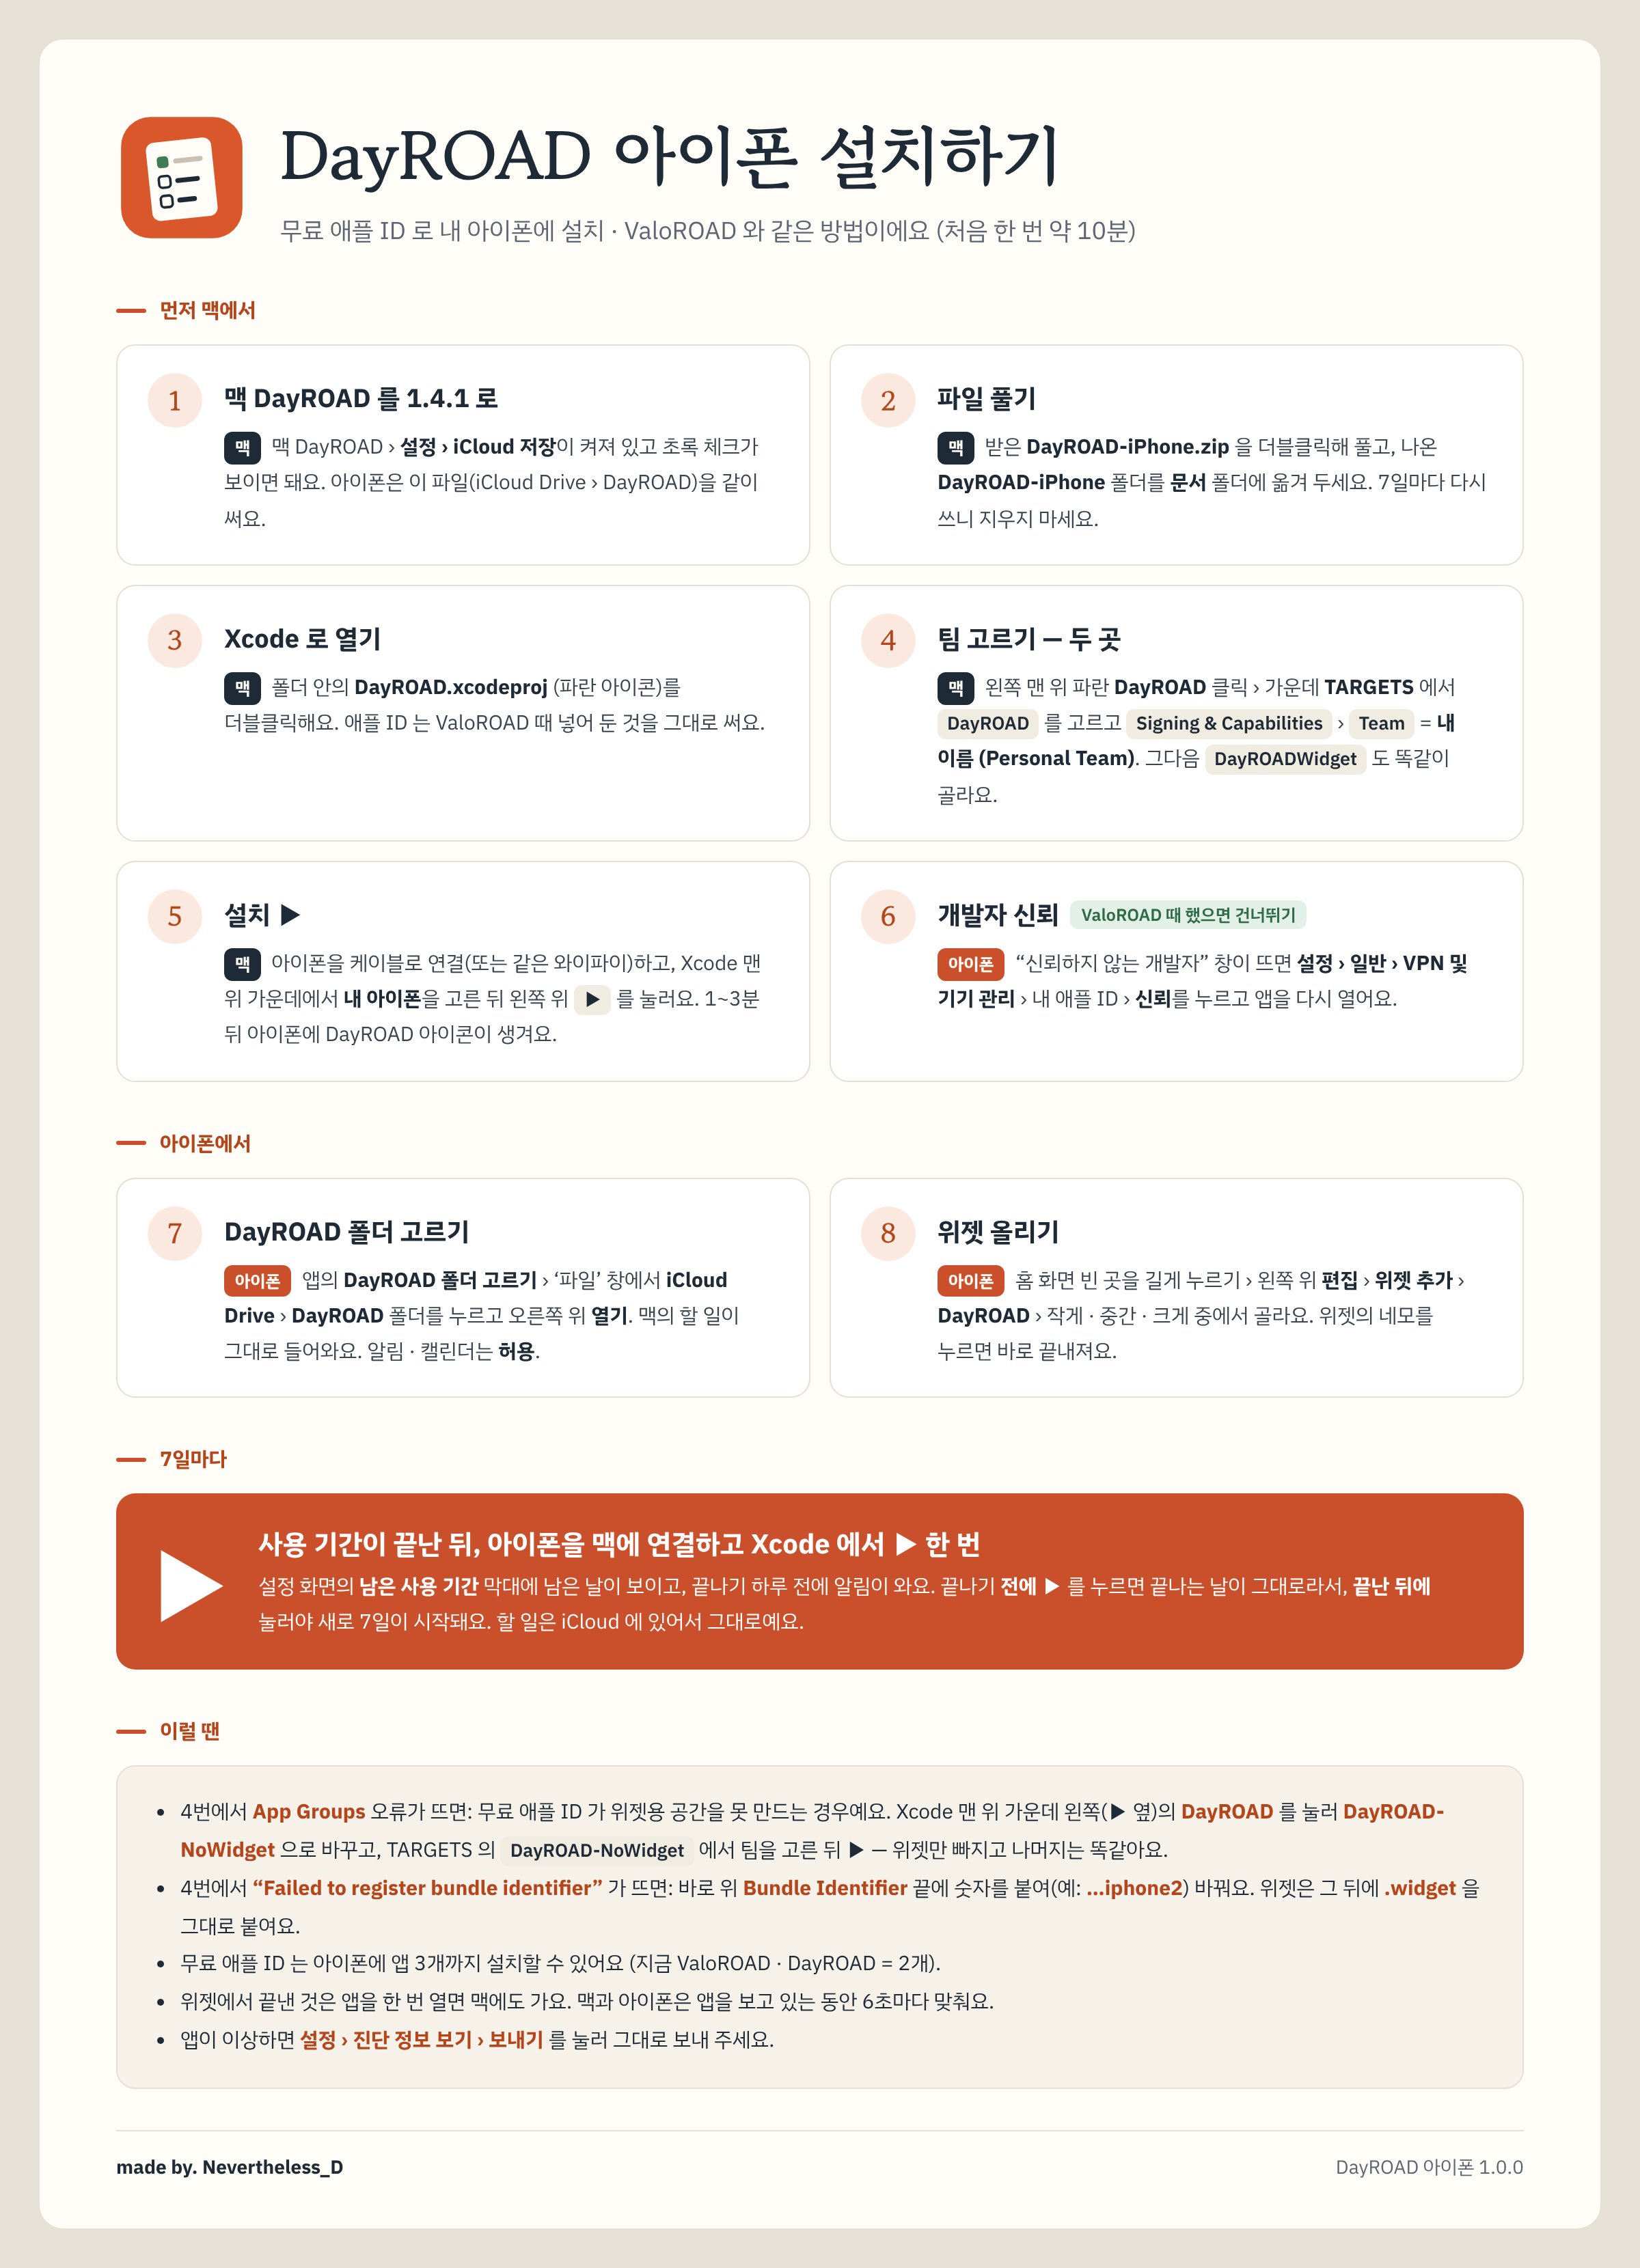 DayROAD 아이폰 설치하기
무료 애플 ID 로 내 아이폰에 설치 · ValoROAD 와 같은 방법이에요 (처음 한 번 약 10분)
먼저 맥에서
1
맥 DayROAD 를 1.4.1 로
맥 맥 DayROAD › 설정 › iCloud 저장이 켜져 있고 초록 체크가
보이면 돼요. 아이폰은 이 파일(iCloud Drive › DayROAD)을 같이
써요.
2
파일 풀기
맥 받은 DayROAD-iPhone.zip 을 더블클릭해 풀고, 나온
DayROAD-iPhone 폴더를 문서 폴더에 옮겨 두세요. 7일마다 다시
쓰니 지우지 마세요.
3
Xcode 로 열기
맥 폴더 안의 DayROAD.xcodeproj (파란 아이콘)를
더블클릭해요. 애플 ID 는 ValoROAD 때 넣어 둔 것을 그대로 써요.
4
팀 고르기 — 두 곳
맥 왼쪽 맨 위 파란 DayROAD 클릭 › 가운데 TARGETS 에서
DayROAD 를 고르고 Signing & Capabilities › Team = 내
이름 (Personal Team). 그다음 DayROADWidget 도 똑같이
골라요.
5
설치 ▶
맥 아이폰을 케이블로 연결(또는 같은 와이파이)하고, Xcode 맨
위 가운데에서 내 아이폰을 고른 뒤 왼쪽 위 ▶ 를 눌러요. 1~3분
뒤 아이폰에 DayROAD 아이콘이 생겨요.
6
개발자 신뢰 ValoROAD 때 했으면 건너뛰기
아이폰 “신뢰하지 않는 개발자” 창이 뜨면 설정 › 일반 › VPN 및
기기 관리 › 내 애플 ID › 신뢰를 누르고 앱을 다시 열어요.
아이폰에서
7
DayROAD 폴더 고르기
아이폰 앱의 DayROAD 폴더 고르기 › ‘파일’ 창에서 iCloud
Drive › DayROAD 폴더를 누르고 오른쪽 위 열기. 맥의 할 일이
그대로 들어와요. 알림 · 캘린더는 허용.
8
위젯 올리기
아이폰 홈 화면 빈 곳을 길게 누르기 › 왼쪽 위 편집 › 위젯 추가 ›
DayROAD › 작게 · 중간 · 크게 중에서 골라요. 위젯의 네모를
누르면 바로 끝내져요.
7일마다
사용 기간이 끝난 뒤, 아이폰을 맥에 연결하고 Xcode 에서 ▶ 한 번
설정 화면의 남은 사용 기간 막대에 남은 날이 보이고, 끝나기 하루 전에 알림이 와요. 끝나기 전에 ▶ 를 누르면 끝나는 날이 그대로라서, 끝난 뒤에
눌러야 새로 7일이 시작돼요. 할 일은 iCloud 에 있어서 그대로예요.
이럴 땐
• 4번에서 App Groups 오류가 뜨면: 무료 애플 ID 가 위젯용 공간을 못 만드는 경우예요. Xcode 맨 위 가운데 왼쪽(▶ 옆)의 DayROAD 를 눌러 DayROAD-
NoWidget 으로 바꾸고, TARGETS 의 DayROAD-NoWidget 에서 팀을 고른 뒤 ▶ — 위젯만 빠지고 나머지는 똑같아요.
• 4번에서 “Failed to register bundle identifier” 가 뜨면: 바로 위 Bundle Identifier 끝에 숫자를 붙여(예: …iphone2) 바꿔요. 위젯은 그 뒤에 .widget 을
그대로 붙여요.
• 무료 애플 ID 는 아이폰에 앱 3개까지 설치할 수 있어요 (지금 ValoROAD · DayROAD = 2개).
• 위젯에서 끝낸 것은 앱을 한 번 열면 맥에도 가요. 맥과 아이폰은 앱을 보고 있는 동안 6초마다 맞춰요.
• 앱이 이상하면 설정 › 진단 정보 보기 › 보내기 를 눌러 그대로 보내 주세요.
made by. Nevertheless_D
DayROAD 아이폰 1.0.0